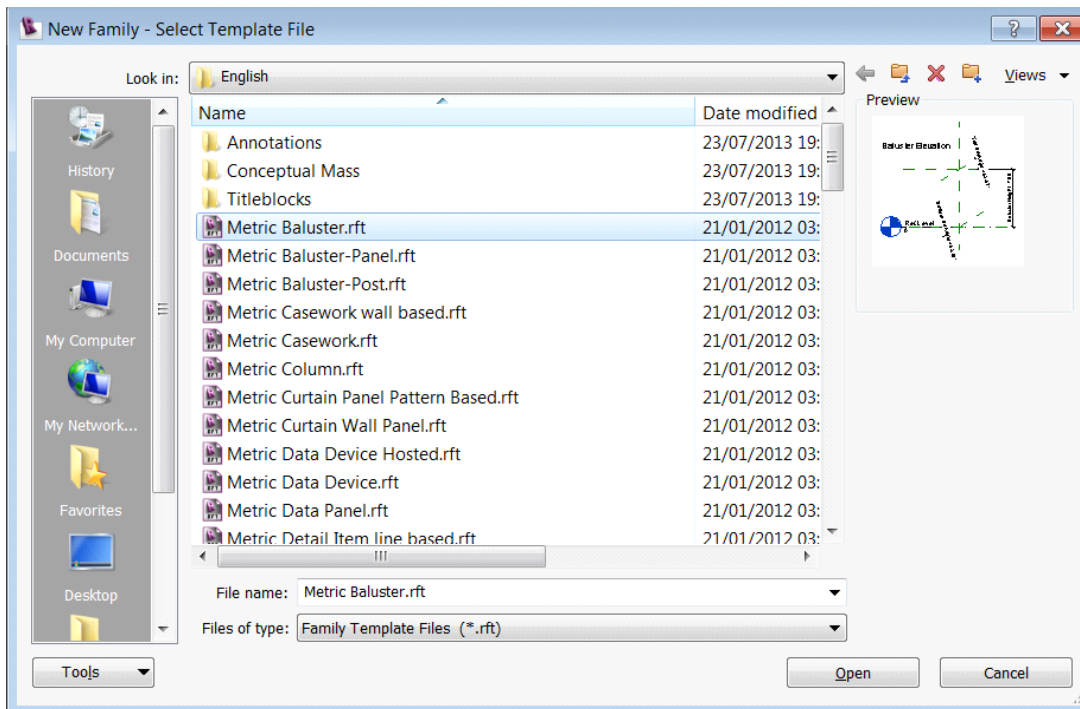 New Family - Select Template File
Look in: English
Views
Name Date modified
Annotations 23/07/2013 19:
Conceptual Mass 23/07/2013 19:
Titleblocks 23/07/2013 19:
Metric Baluster.rft 21/01/2012 03:
Metric Baluster-Panel.rft 21/01/2012 03:
Metric Baluster-Post.rft 21/01/2012 03:
Metric Casework wall based.rft 21/01/2012 03:
Metric Casework.rft 21/01/2012 03:
Metric Column.rft 21/01/2012 03:
Metric Curtain Panel Pattern Based.rft 21/01/2012 03:
Metric Curtain Wall Panel.rft 21/01/2012 03:
Metric Data Device Hosted.rft 21/01/2012 03:
Metric Data Device.rft 21/01/2012 03:
Metric Data Panel.rft 21/01/2012 03:
Metric Detail Item line based.rft 21/01/2012 03:
History
Documents
My Computer
My Network...
Favorites
Desktop
Preview
Baluster Elevation
Ref. Level
File name: Metric Baluster.rft
Files of type: Family Template Files (*.rft)
Tools
Open
Cancel